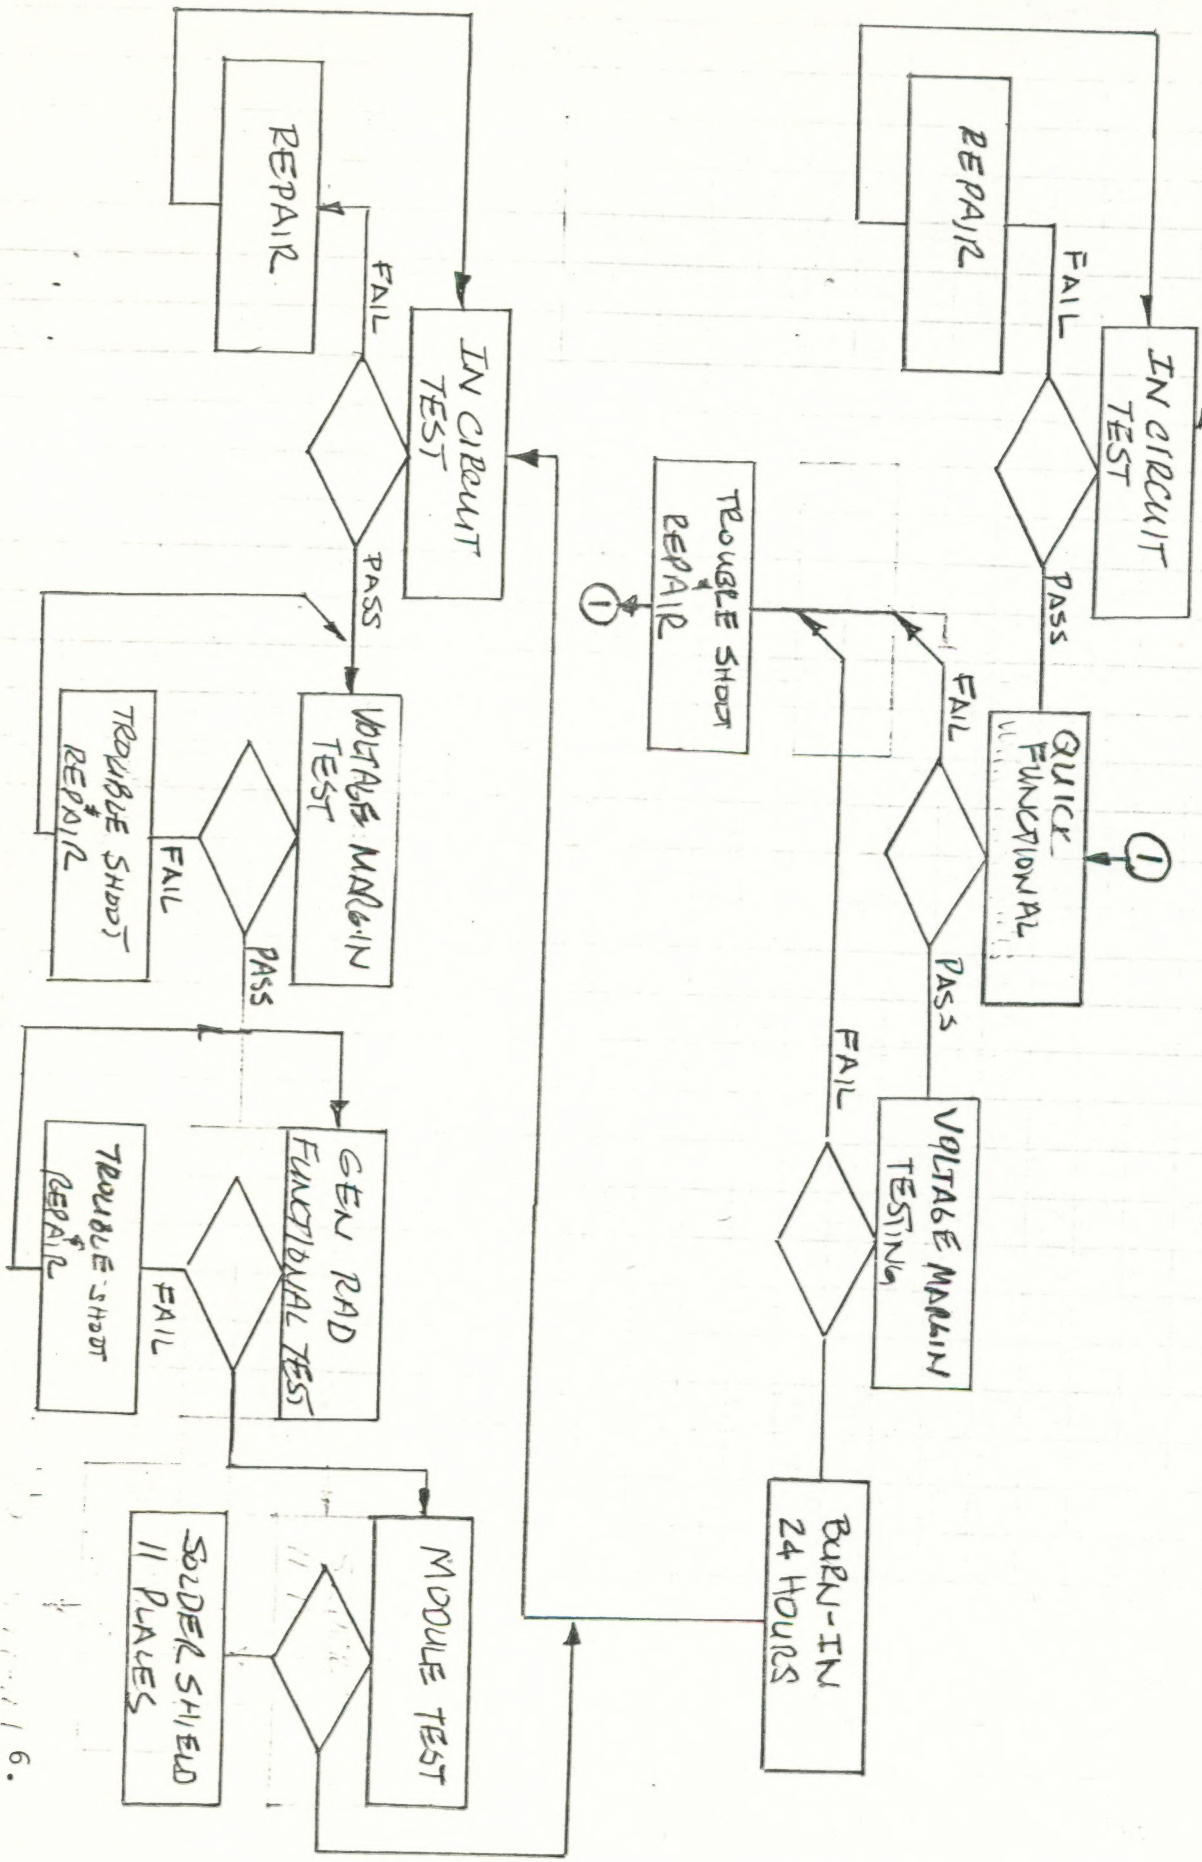 IN CIRCUIT
TEST
FAIL
PASS
REPAIR
1
QUICK
FUNCTIONAL
FAIL
PASS
TROUBLE SHOOT
&
REPAIR
1
VOLTAGE MARGIN
TESTING
FAIL
BURN-IN
24 HOURS
IN CIRCUIT
TEST
FAIL
PASS
REPAIR
VOLTAGE MARGIN
TEST
FAIL
PASS
TROUBLE SHOOT
&
REPAIR
GEN RAD
FUNCTIONAL TEST
FAIL
TROUBLE SHOOT
&
REPAIR
MODULE TEST
SOLDER SHIELD
11 PLACES
6.